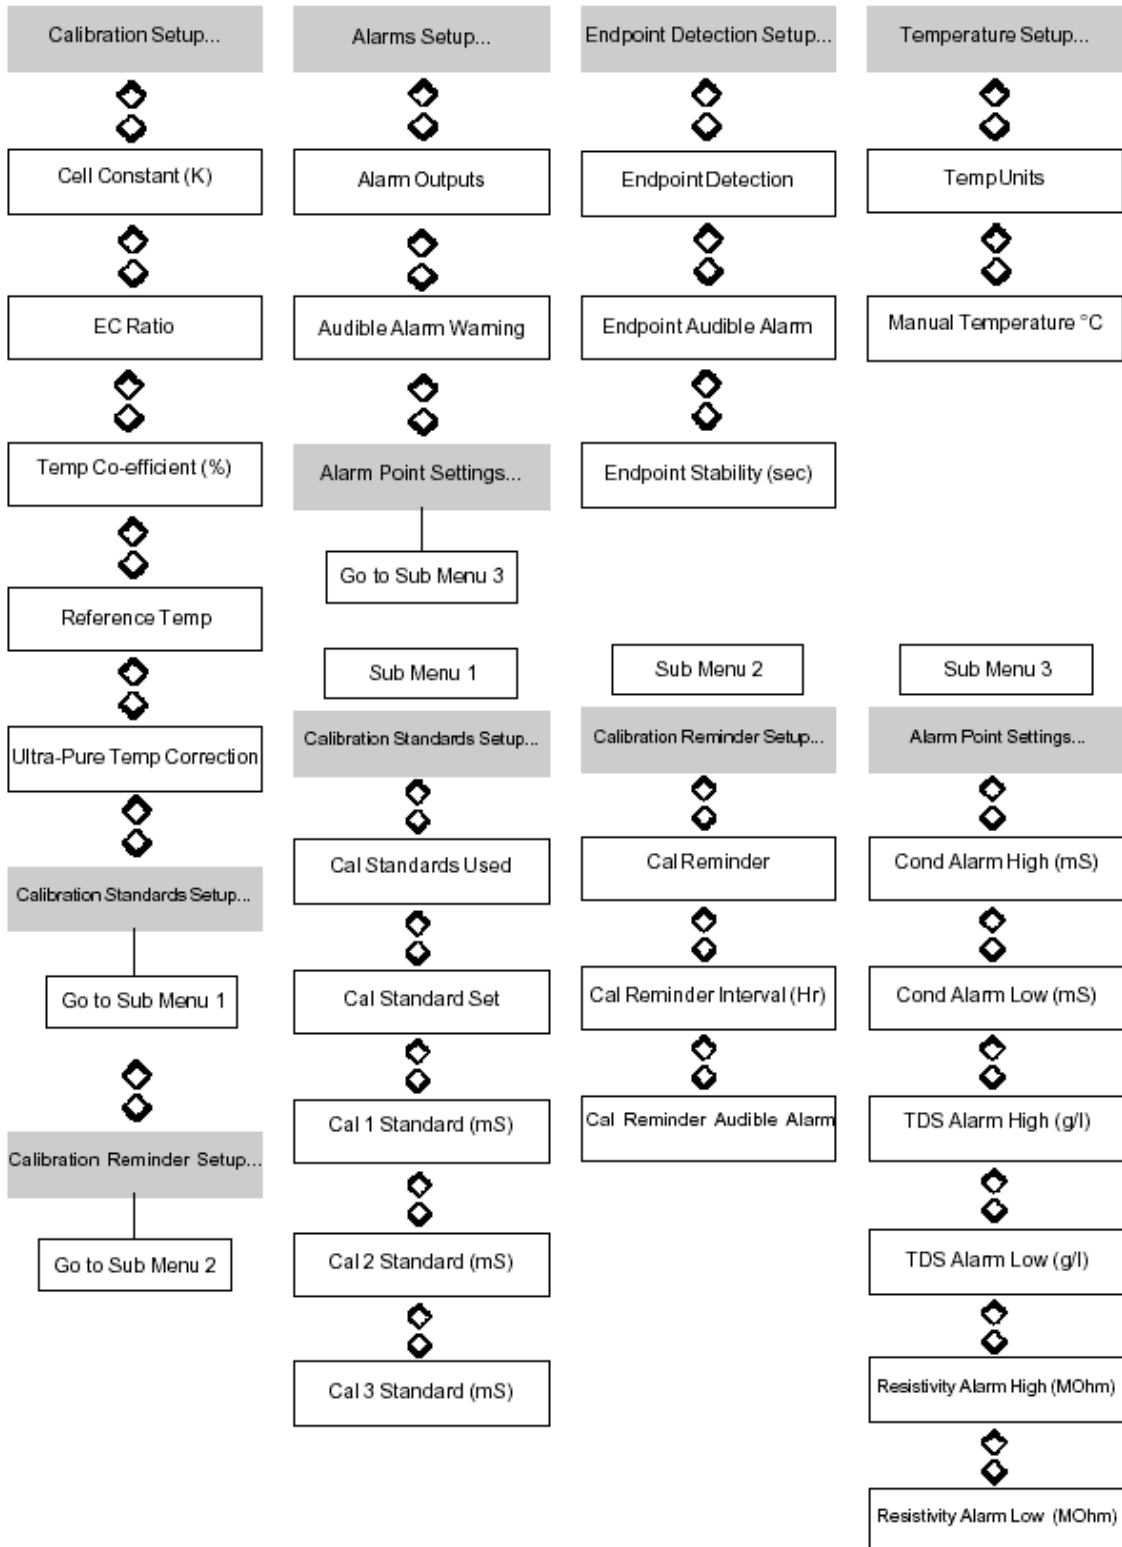 Calibration Setup...
Cell Constant (K)
EC Ratio
Temp Co-efficient (%)
Reference Temp
Ultra-Pure Temp Correction
Calibration Standards Setup...
Go to Sub Menu 1
Calibration Reminder Setup...
Go to Sub Menu 2
Alarms Setup...
Alarm Outputs
Audible Alarm Warning
Alarm Point Settings...
Go to Sub Menu 3
Endpoint Detection Setup...
Endpoint Detection
Endpoint Audible Alarm
Endpoint Stability (sec)
Temperature Setup...
Temp Units
Manual Temperature °C
Sub Menu 1
Calibration Standards Setup...
Cal Standards Used
Cal Standard Set
Cal 1 Standard (mS)
Cal 2 Standard (mS)
Cal 3 Standard (mS)
Sub Menu 2
Calibration Reminder Setup...
Cal Reminder
Cal Reminder Interval (Hr)
Cal Reminder Audible Alarm
Sub Menu 3
Alarm Point Settings...
Cond Alarm High (mS)
Cond Alarm Low (mS)
TDS Alarm High (g/l)
TDS Alarm Low (g/l)
Resistivity Alarm High (MOhm)
Resistivity Alarm Low (MOhm)